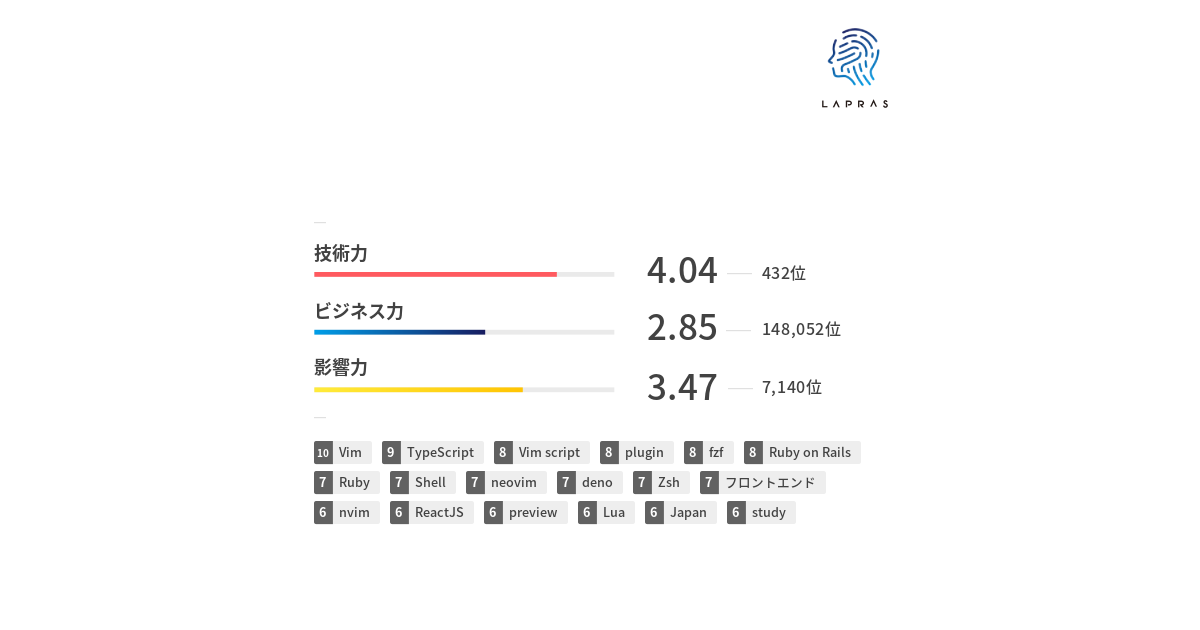 LAPRAS
技術力
4.04 432位
ビジネス力
2.85 148,052位
影響力
3.47 7,140位
10 Vim 9 TypeScript 8 Vim script 8 plugin 8 fzf 8 Ruby on Rails
7 Ruby 7 Shell 7 neovim 7 deno 7 Zsh 7 フロントエンド
6 nvim 6 ReactJS 6 preview 6 Lua 6 Japan 6 study